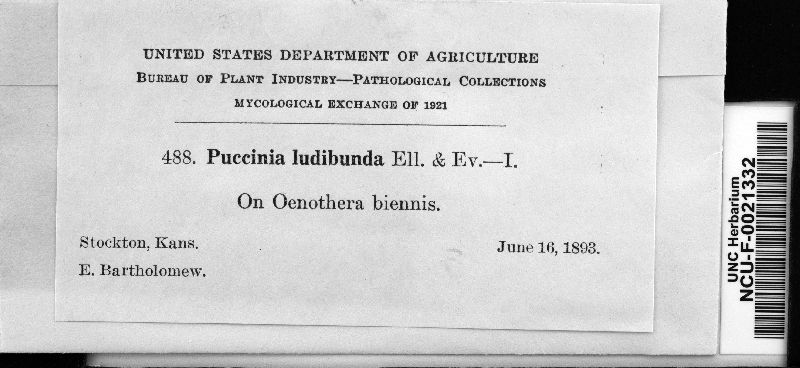 UNITED STATES DEPARTMENT OF AGRICULTURE
BUREAU OF PLANT INDUSTRY—PATHOLOGICAL COLLECTIONS
MYCOLOGICAL EXCHANGE OF 1921
488. Puccinia ludibunda Ell. & Ev.—I.
On Oenothera biennis.
Stockton, Kans.
June 16, 1893.
E. Bartholomew.
UNC Herbarium
NCU-F-0021332